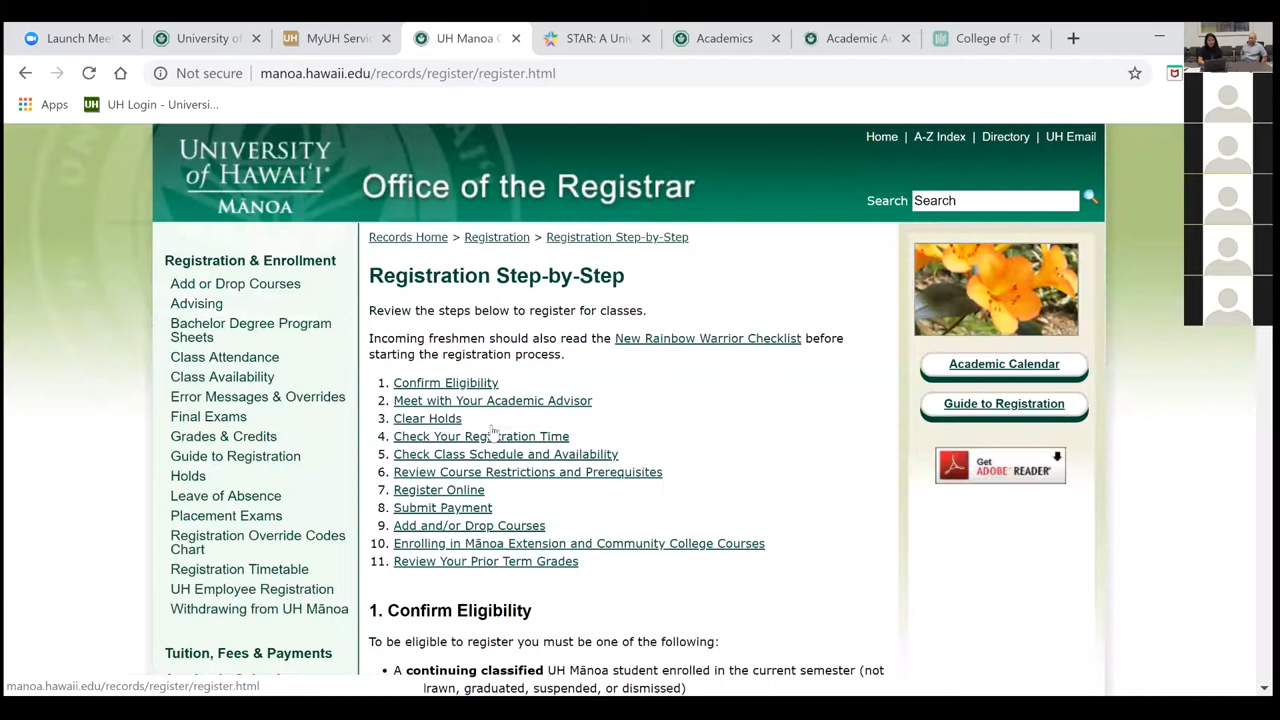 Launch Mee
University of
MyUH Servic
UH Manoa O
STAR: A Univ
Academics
Academic A
College of T
Not secure
manoa.hawaii.edu/records/register/register.html
Apps
UH Login - Universi...
Home | A-Z Index | Directory | UH Email
UNIVERSITY
of HAWAI'I®
MĀNOA
Office of the Registrar
Search
Search
Records Home > Registration > Registration Step-by-Step
Registration & Enrollment
Add or Drop Courses
Advising
Bachelor Degree Program
Sheets
Class Attendance
Class Availability
Error Messages & Overrides
Final Exams
Grades & Credits
Guide to Registration
Holds
Leave of Absence
Placement Exams
Registration Override Codes
Chart
Registration Timetable
UH Employee Registration
Withdrawing from UH Mānoa
Tuition, Fees & Payments
Registration Step-by-Step
Review the steps below to register for classes.
Incoming freshmen should also read the New Rainbow Warrior Checklist before
starting the registration process.
1. Confirm Eligibility
2. Meet with Your Academic Advisor
3. Clear Holds
4. Check Your Registration Time
5. Check Class Schedule and Availability
6. Review Course Restrictions and Prerequisites
7. Register Online
8. Submit Payment
9. Add and/or Drop Courses
10. Enrolling in Mānoa Extension and Community College Courses
11. Review Your Prior Term Grades
1. Confirm Eligibility
To be eligible to register you must be one of the following:
• A continuing classified UH Mānoa student enrolled in the current semester (not
lrawn, graduated, suspended, or dismissed)
Academic Calendar
Guide to Registration
Get
ADOBE® READER®
manoa.hawaii.edu/records/register/register.html